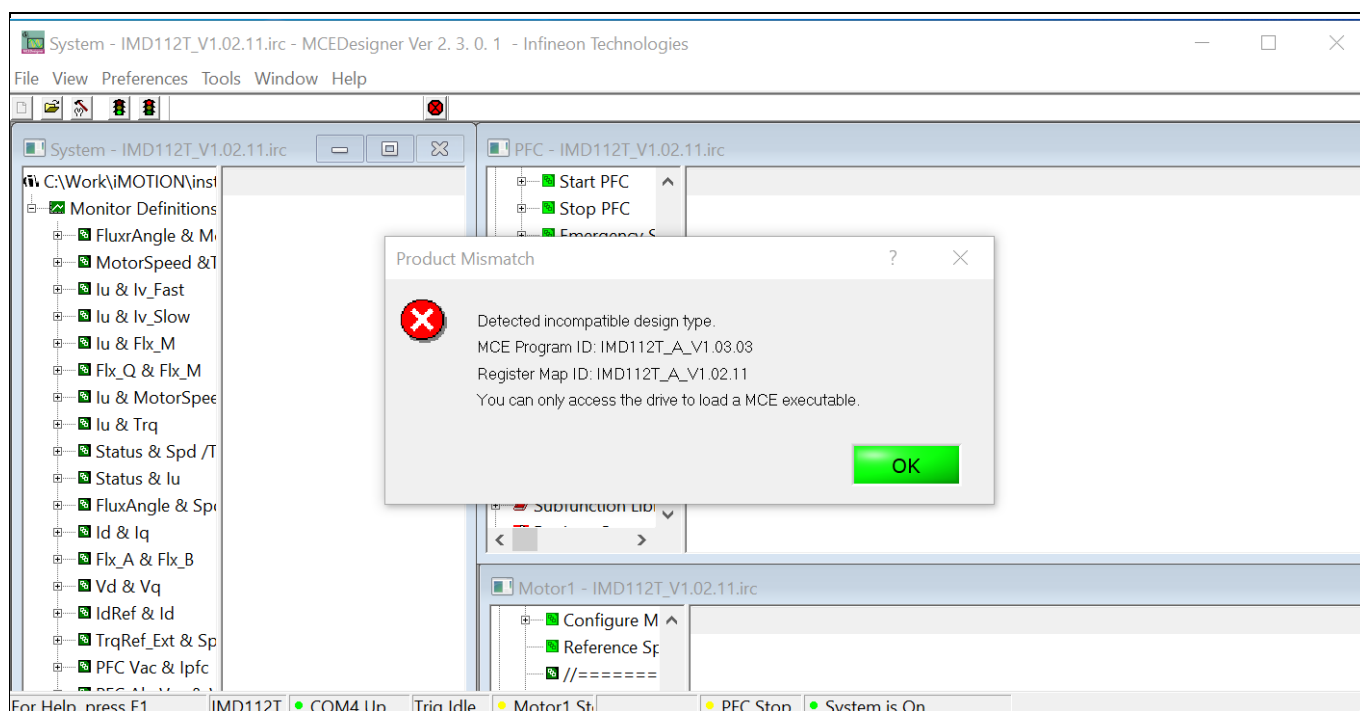 System - IMD112T_V1.02.11.irc - MCEDesigner Ver 2. 3. 0. 1 - Infineon Technologies
File View Preferences Tools Window Help
System - IMD112T_V1.02.11.irc
C:\Work\iMOTION\inst
Monitor Definitions
FluxrAngle & M
MotorSpeed &T
Iu & Iv_Fast
Iu & Iv_Slow
Iu & Flx_M
Flx_Q & Flx_M
Iu & MotorSpee
Iu & Trq
Status & Spd /T
Status & Iu
FluxAngle & Sp
Id & Iq
Flx_A & Flx_B
Vd & Vq
IdRef & Id
TrqRef_Ext & Sp
PFC Vac & Ipfc
PFC - IMD112T_V1.02.11.irc
Start PFC
Stop PFC
Emergency S
Product Mismatch
Detected incompatible design type.
MCE Program ID: IMD112T_A_V1.03.03
Register Map ID: IMD112T_A_V1.02.11
You can only access the drive to load a MCE executable.
OK
Subfunction Libr
Motor1 - IMD112T_V1.02.11.irc
Configure M
Reference Sp
//=======
For Help, press F1 IMD112T COM4 Up Trig Idle Motor1 St PFC Stop System is On